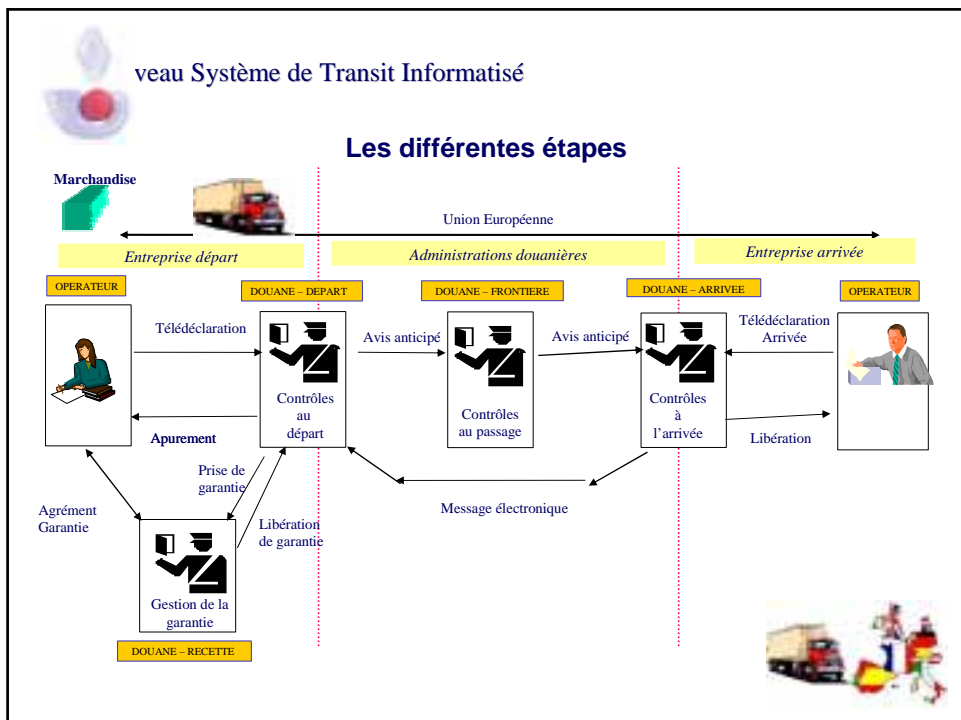 veau Système de Transit Informatisé
Les différentes étapes
Marchandise
Union Européenne
Entreprise départ
Administrations douanières
Entreprise arrivée
OPERATEUR
DOUANE – DEPART
DOUANE – FRONTIERE
DOUANE – ARRIVEE
OPERATEUR
Télédéclaration
Avis anticipé
Avis anticipé
Télédéclaration
Arrivée
Contrôles
au
départ
Contrôles
au passage
Contrôles
à
l’arrivée
Apurement
Libération
Prise de
garantie
Agrément
Garantie
Libération
de garantie
Message électronique
Gestion de la
garantie
DOUANE – RECETTE